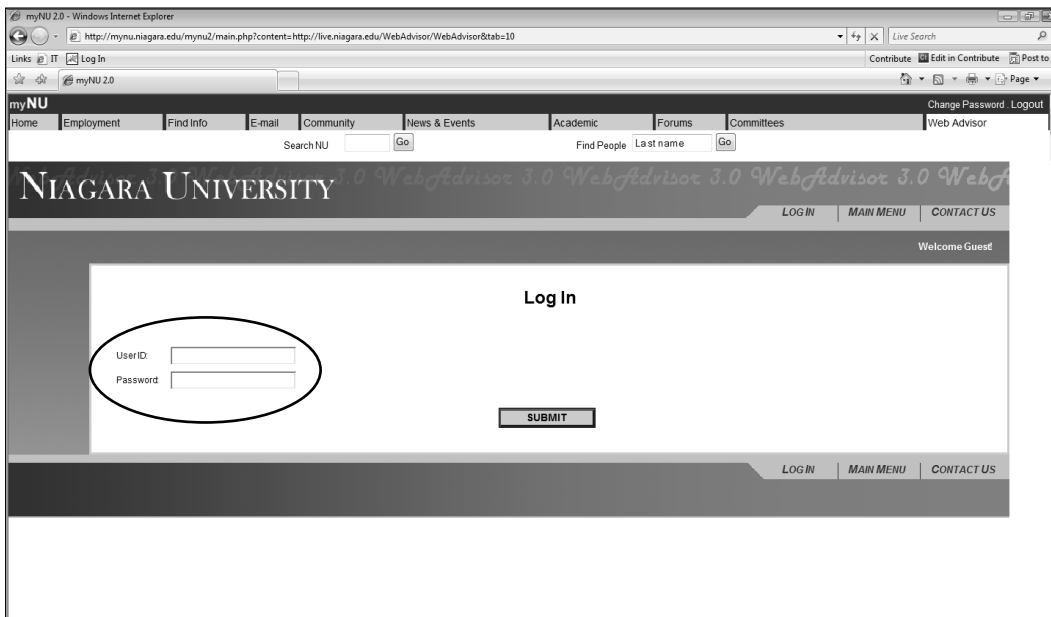 myNU 2.0 - Windows Internet Explorer
http://mynu.niagara.edu/mynu2/main.php?content=http://live.niagara.edu/WebAdvisor/WebAdvisor&tab=10 Live Search
Links IT Log In Contribute Edit in Contribute Post to
myNU 2.0 Page
myNU Change Password . Logout
Home Employment Find Info E-mail Community News & Events Academic Forums Committees Web Advisor
Search NU Go Find People Last name Go
NIAGARA UNIVERSITY 3.0 WebAdvisor 3.0 WebAdvisor 3.0 WebAdvisor 3.0 WebA
LOG IN MAIN MENU CONTACT US
Welcome Guest!
Log In
User ID:
Password:
SUBMIT
LOG IN MAIN MENU CONTACT US